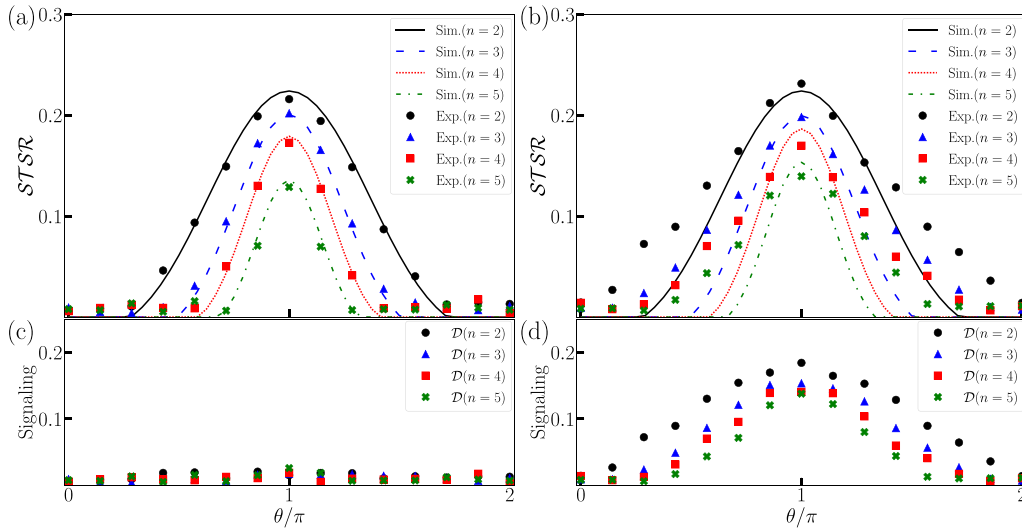 (a)
0.3
0.2
0.1
𝒮𝒯𝒮ℛ
Sim.(n = 2)
Sim.(n = 3)
Sim.(n = 4)
Sim.(n = 5)
Exp.(n = 2)
Exp.(n = 3)
Exp.(n = 4)
Exp.(n = 5)
(b)
0.3
0.2
0.1
𝒮𝒯𝒮ℛ
Sim.(n = 2)
Sim.(n = 3)
Sim.(n = 4)
Sim.(n = 5)
Exp.(n = 2)
Exp.(n = 3)
Exp.(n = 4)
Exp.(n = 5)
(c)
0.2
0.1
Signaling
𝒟(n = 2)
𝒟(n = 3)
𝒟(n = 4)
𝒟(n = 5)
0
1
2
θ/π
(d)
0.2
0.1
Signaling
𝒟(n = 2)
𝒟(n = 3)
𝒟(n = 4)
𝒟(n = 5)
0
1
2
θ/π